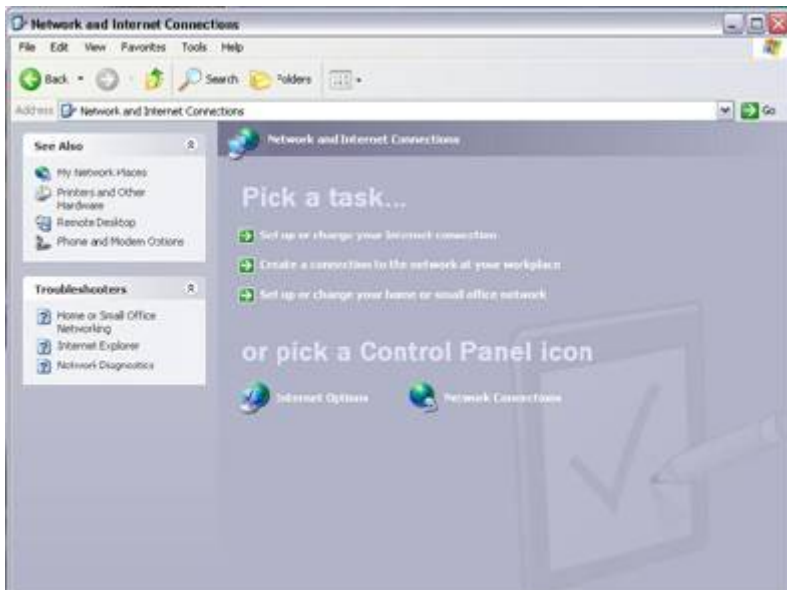 Network and Internet Connections
File Edit View Favorites Tools Help
Back Search Folders
Address Network and Internet Connections Go
See Also
My Network Places
Printers and Other
Hardware
Remote Desktop
Phone and Modem Options
Troubleshooters
Home or Small Office
Networking
Internet Explorer
Network Diagnostics
Network and Internet Connections
Pick a task...
Set up or change your Internet connection
Create a connection to the network at your workplace
Set up or change your home or small office network
or pick a Control Panel icon
Internet Options Network Connections